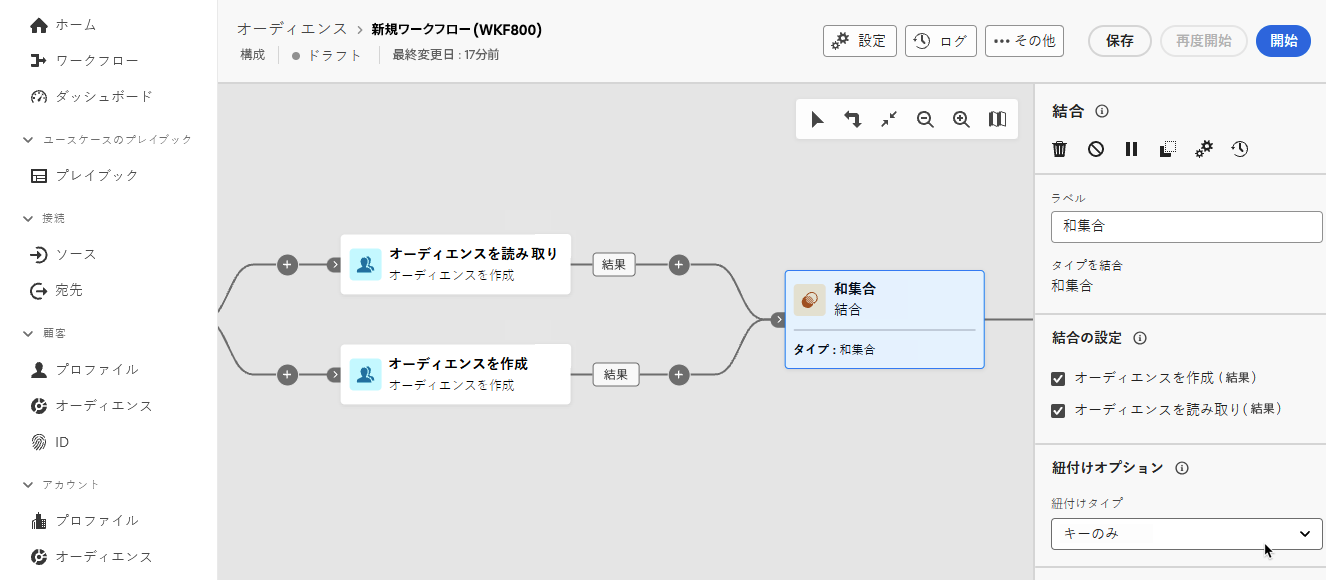 ホーム
ワークフロー
ダッシュボード
ユースケースのプレイブック
プレイブック
接続
ソース
宛先
顧客
プロファイル
オーディエンス
ID
アカウント
プロファイル
オーディエンス
オーディエンス > 新規ワークフロー (WKF800)
構成 ドラフト 最終変更日 : 17分前
設定 ログ ••• その他 保存 再度開始 開始
オーディエンスを読み取り
オーディエンスを作成
結果
オーディエンスを作成
オーディエンスを作成
結果
和集合
結合
タイプ : 和集合
結合
ラベル
和集合
タイプを結合
和集合
結合の設定
オーディエンスを作成 ( 結果 )
オーディエンスを読み取り( 結果 )
紐付けオプション
紐付けタイプ
キーのみ